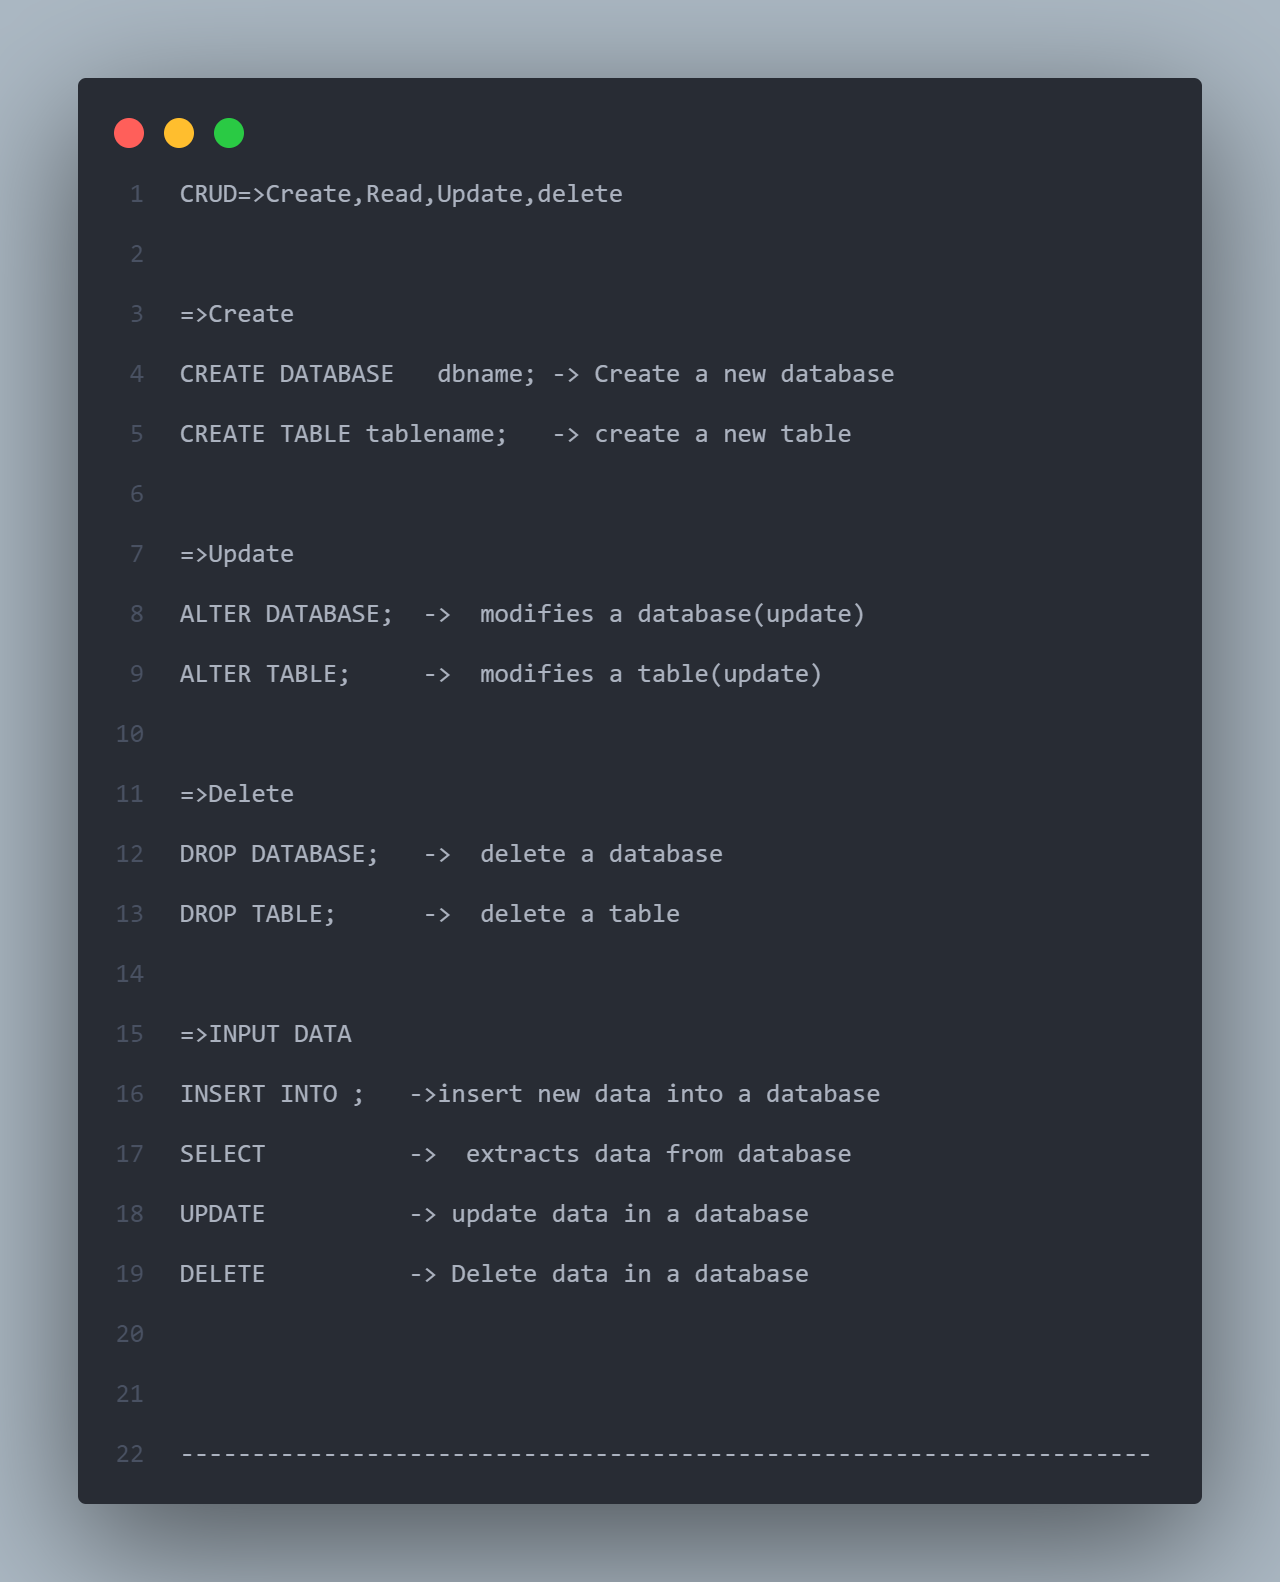 1 CRUD=>Create,Read,Update,delete
2
3 =>Create
4 CREATE DATABASE   dbname; -> Create a new database
5 CREATE TABLE tablename;   -> create a new table
6
7 =>Update
8 ALTER DATABASE;  ->  modifies a database(update)
9 ALTER TABLE;     ->  modifies a table(update)
10
11 =>Delete
12 DROP DATABASE;   ->  delete a database
13 DROP TABLE;      ->  delete a table
14
15 =>INPUT DATA
16 INSERT INTO ;   ->insert new data into a database
17 SELECT          ->  extracts data from database
18 UPDATE          -> update data in a database
19 DELETE          -> Delete data in a database
20
21
22 --------------------------------------------------------------------